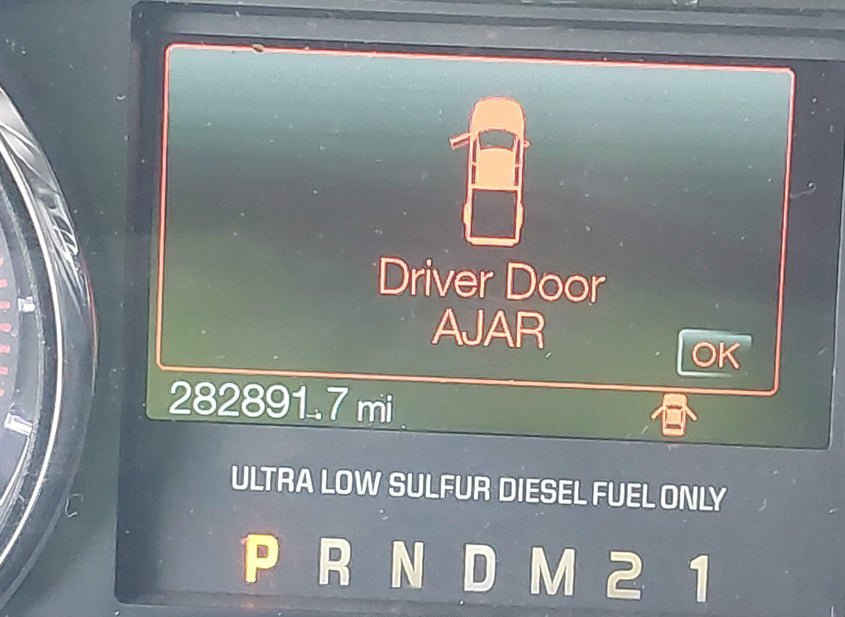 Driver Door
AJAR
OK
282891.7 mi
ULTRA LOW SULFUR DIESEL FUEL ONLY
P R N D M 2 1